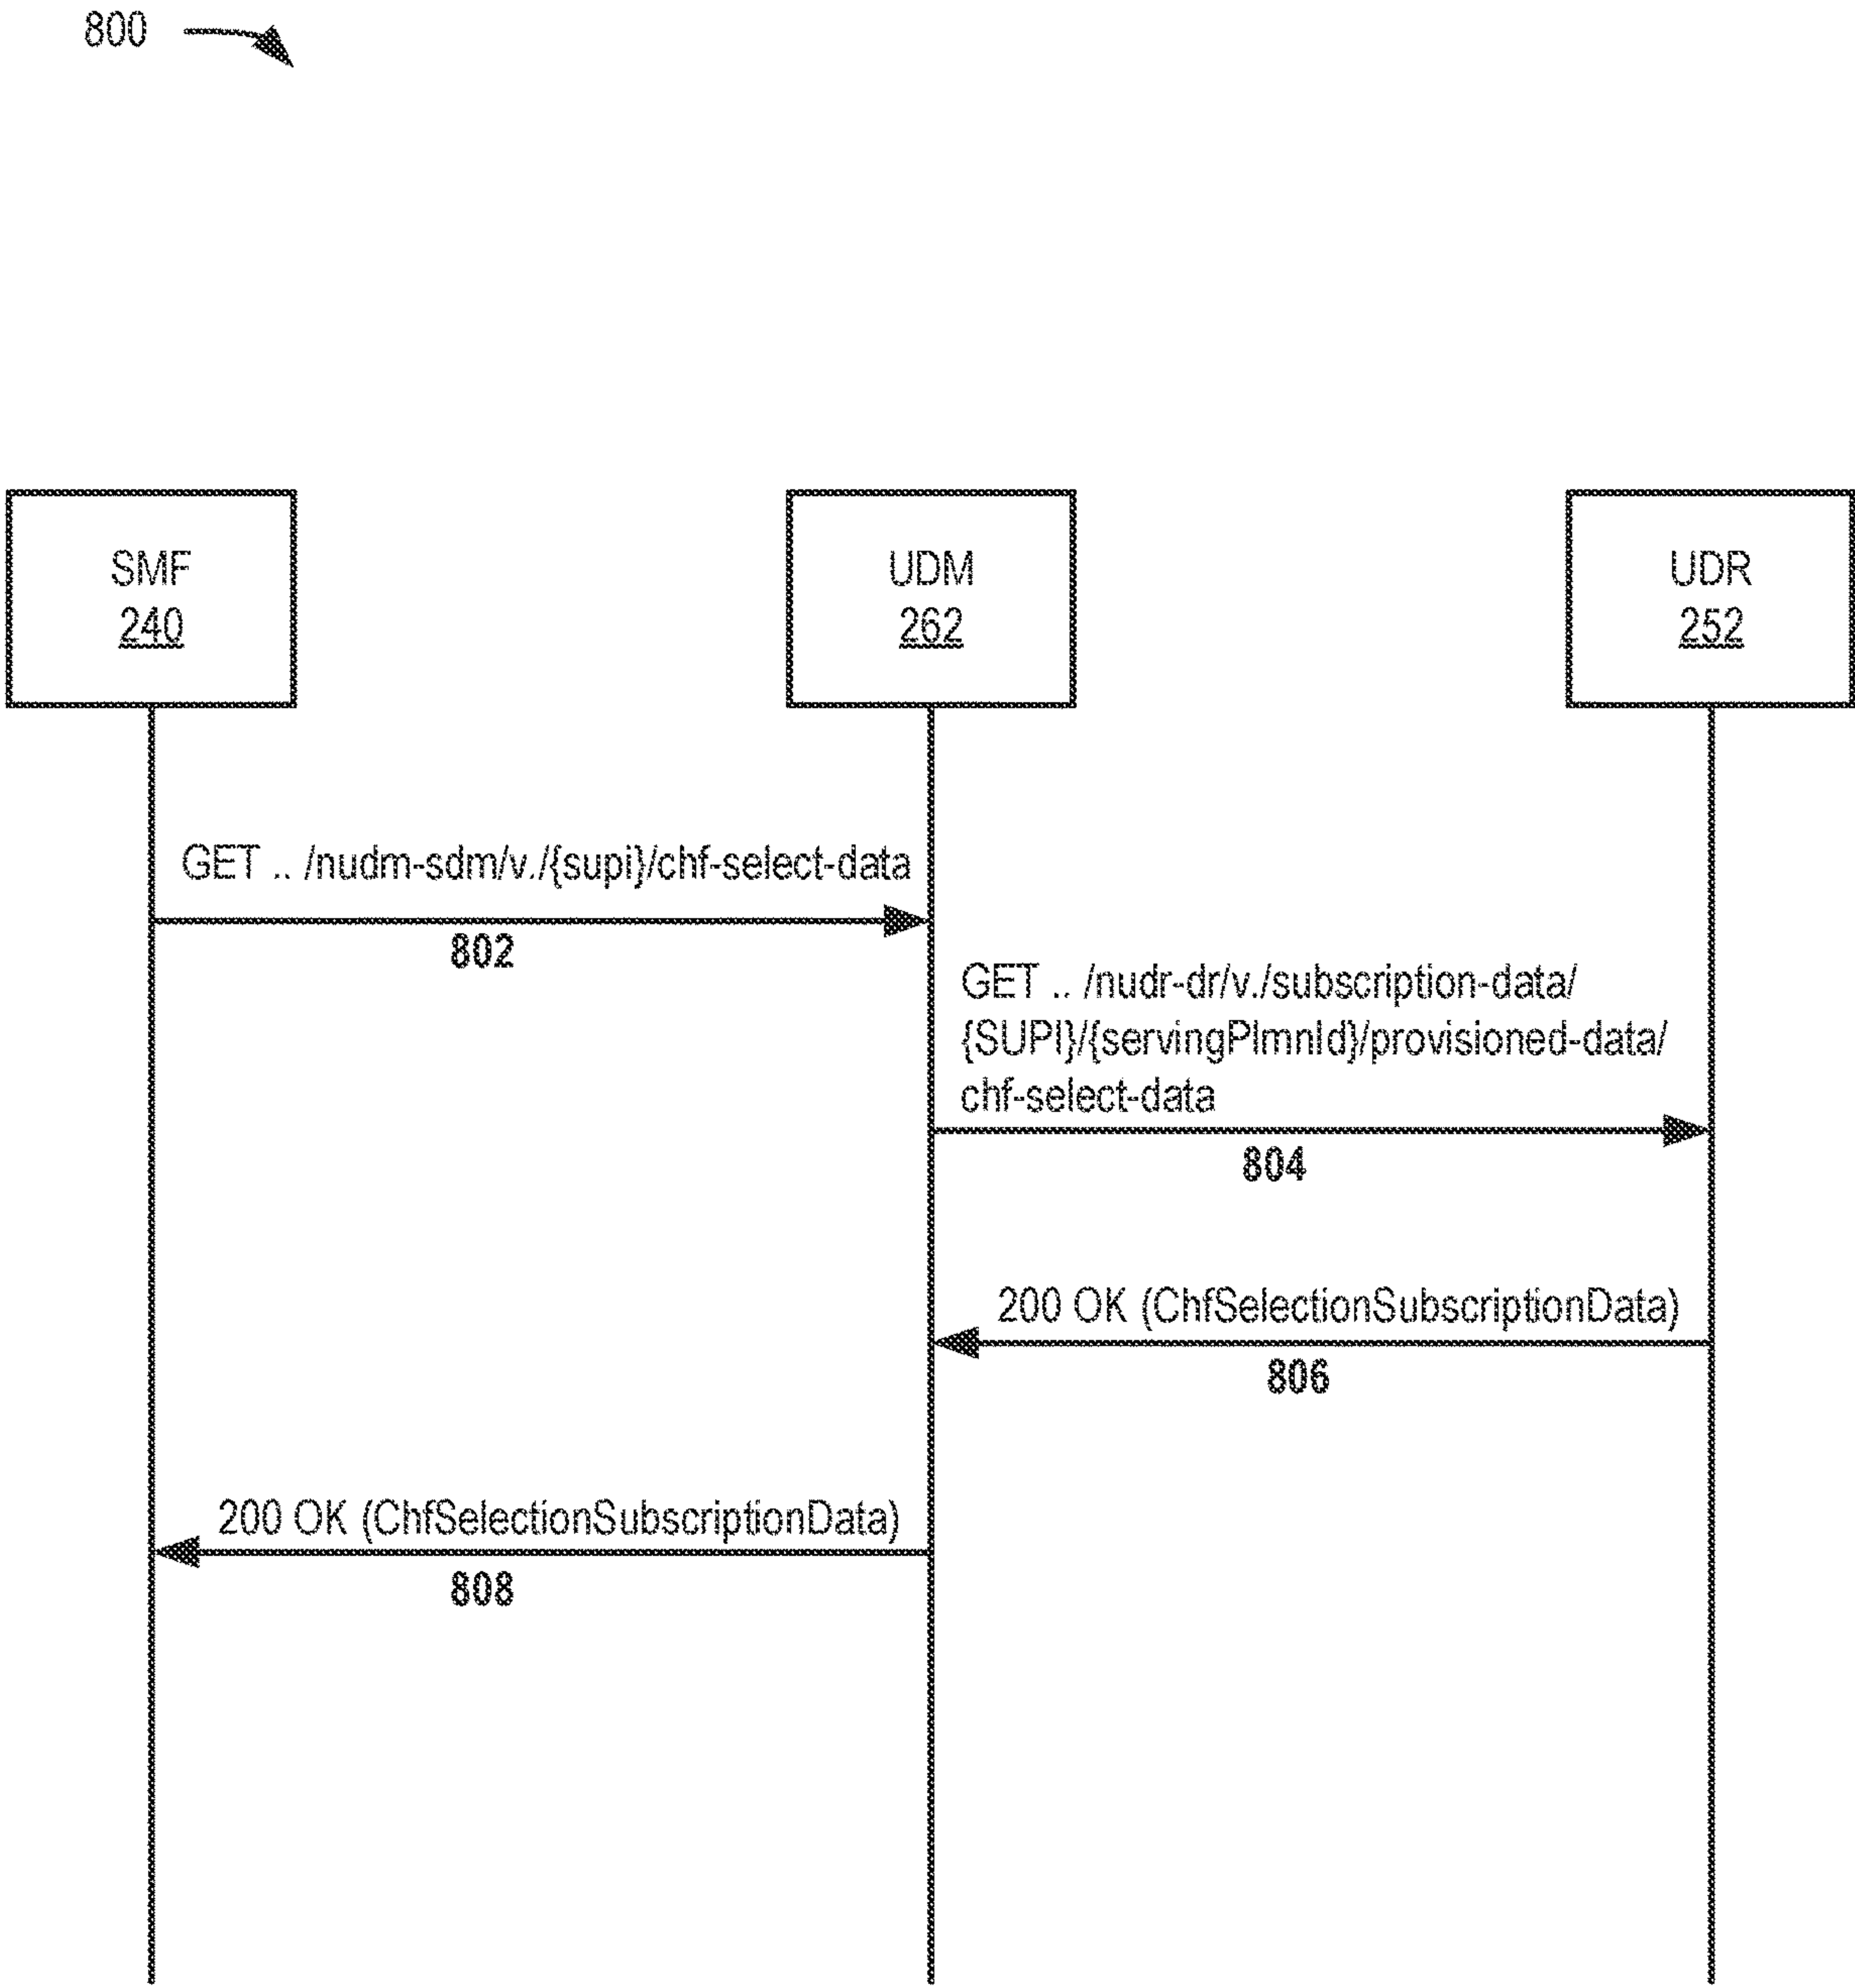 800
SMF
240
UDM
262
UDR
252
GET .. /nudm-sdm/v./{supi}/chf-select-data
802
GET .. /nudr-dr/v./subscription-data/
{SUPI}/{servingPlmnId}/provisioned-data/
chf-select-data
804
200 OK (ChfSelectionSubscriptionData)
806
200 OK (ChfSelectionSubscriptionData)
808